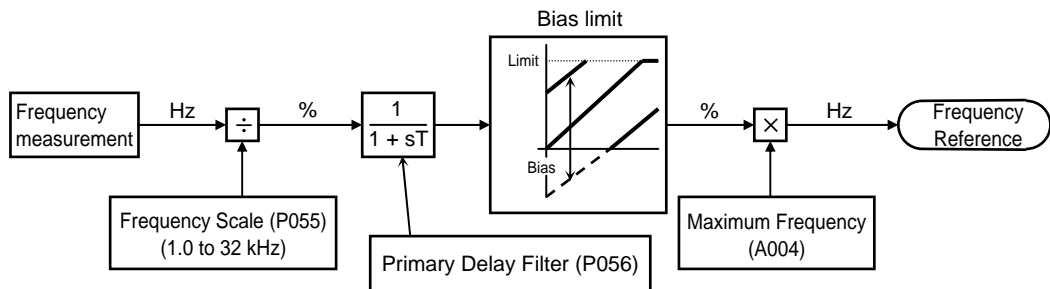 Bias limit
Limit
Bias
Frequency
measurement
Hz
÷
%
1
1 + sT
%
×
Hz
Frequency
Reference
Frequency Scale (P055)
(1.0 to 32 kHz)
Primary Delay Filter (P056)
Maximum Frequency
(A004)